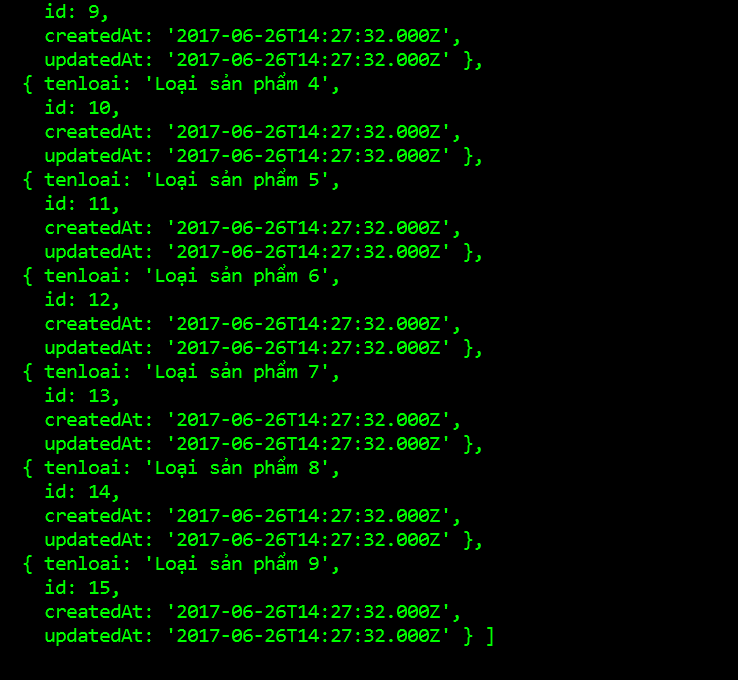 id: 9,
createdAt: '2017-06-26T14:27:32.000Z',
updatedAt: '2017-06-26T14:27:32.000Z' },
{ tenloai: 'Loại sản phẩm 4',
id: 10,
createdAt: '2017-06-26T14:27:32.000Z',
updatedAt: '2017-06-26T14:27:32.000Z' },
{ tenloai: 'Loại sản phẩm 5',
id: 11,
createdAt: '2017-06-26T14:27:32.000Z',
updatedAt: '2017-06-26T14:27:32.000Z' },
{ tenloai: 'Loại sản phẩm 6',
id: 12,
createdAt: '2017-06-26T14:27:32.000Z',
updatedAt: '2017-06-26T14:27:32.000Z' },
{ tenloai: 'Loại sản phẩm 7',
id: 13,
createdAt: '2017-06-26T14:27:32.000Z',
updatedAt: '2017-06-26T14:27:32.000Z' },
{ tenloai: 'Loại sản phẩm 8',
id: 14,
createdAt: '2017-06-26T14:27:32.000Z',
updatedAt: '2017-06-26T14:27:32.000Z' },
{ tenloai: 'Loại sản phẩm 9',
id: 15,
createdAt: '2017-06-26T14:27:32.000Z',
updatedAt: '2017-06-26T14:27:32.000Z' } ]